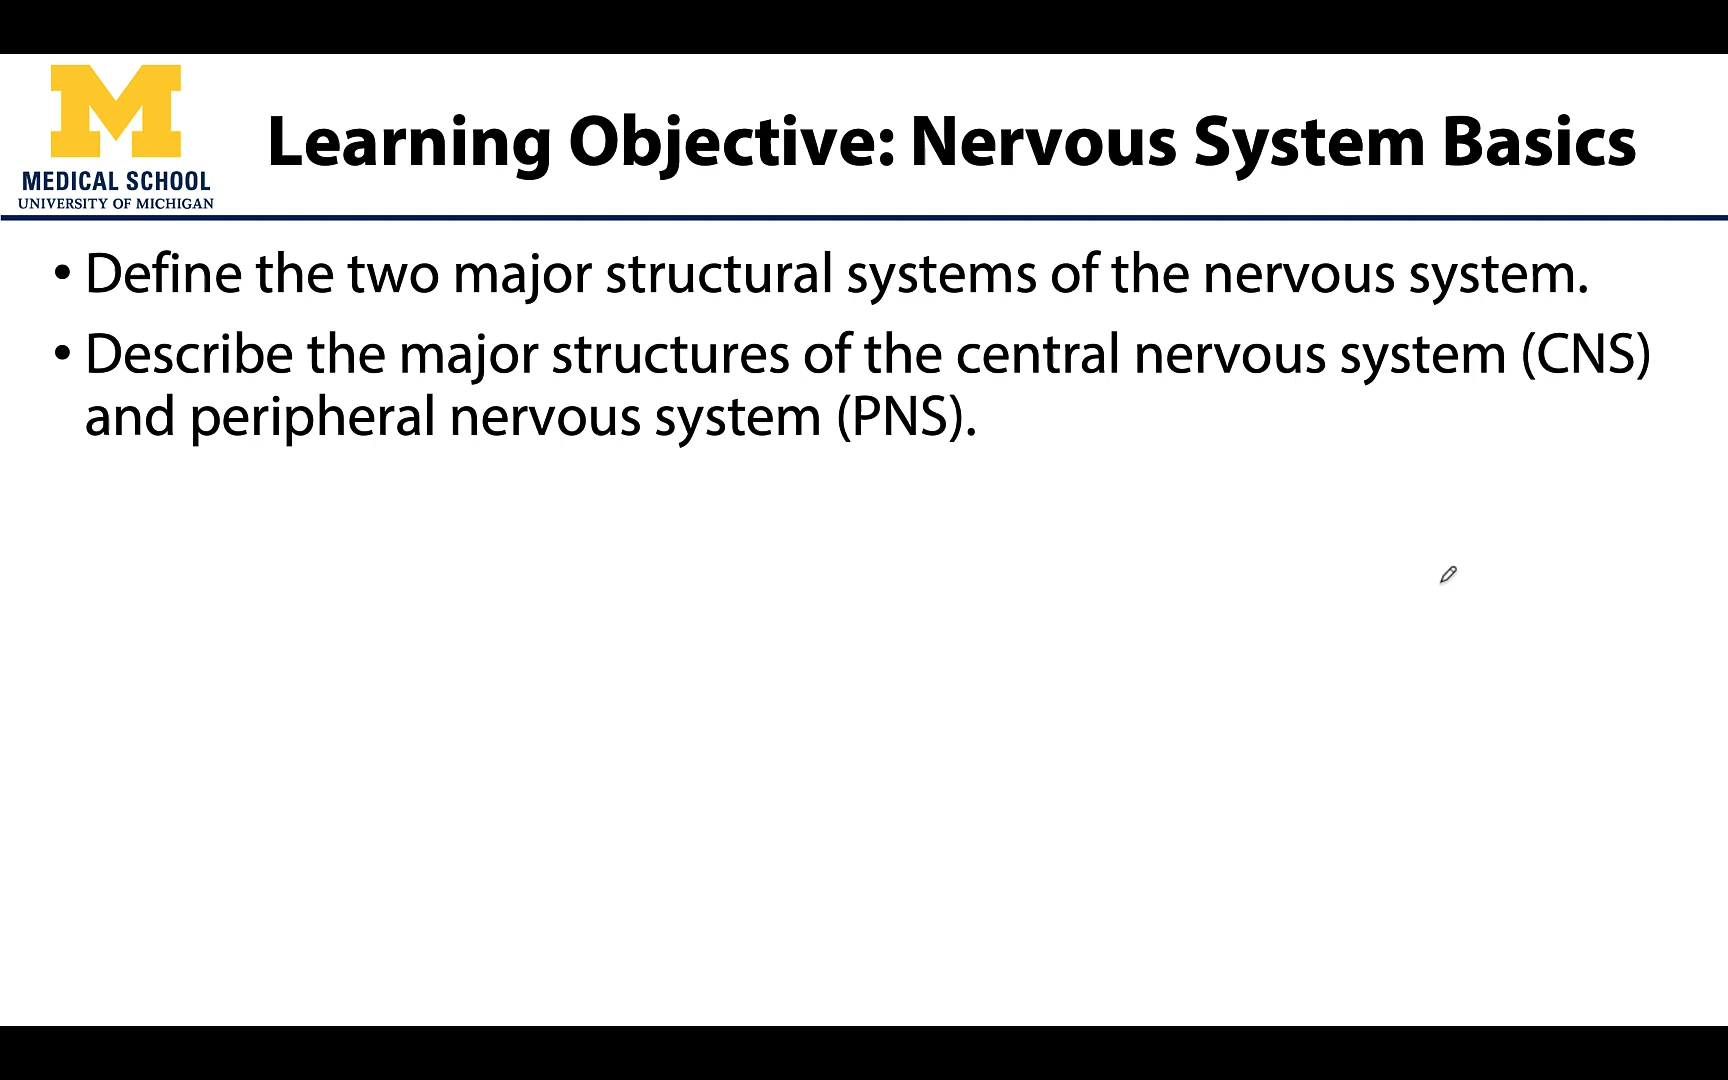 M
MEDICAL SCHOOL
UNIVERSITY OF MICHIGAN
Learning Objective: Nervous System Basics
• Define the two major structural systems of the nervous system.
• Describe the major structures of the central nervous system (CNS)
and peripheral nervous system (PNS).